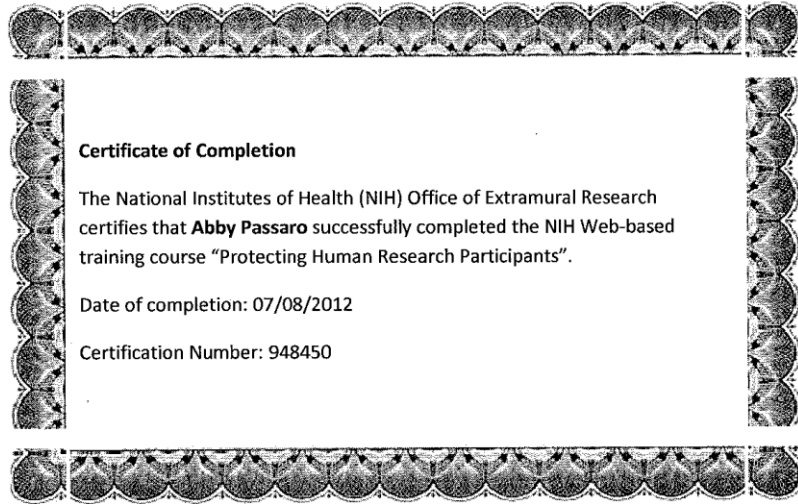 Certificate of Completion
The National Institutes of Health (NIH) Office of Extramural Research
certifies that Abby Passaro successfully completed the NIH Web-based
training course “Protecting Human Research Participants”.
Date of completion: 07/08/2012
Certification Number: 948450